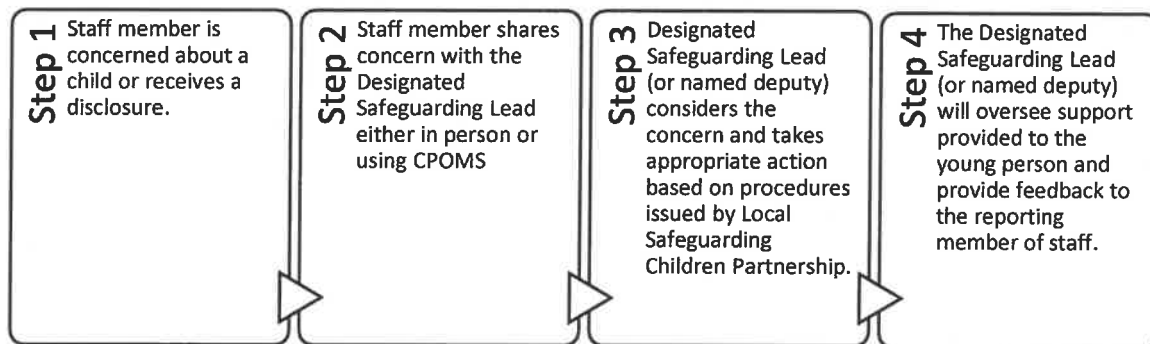 Step 1
Staff member is
concerned about a
child or receives a
disclosure.
Step 2
Staff member shares
concern with the
Designated
Safeguarding Lead
either in person or
using CPOMS
Step 3
Designated
Safeguarding Lead
(or named deputy)
considers the
concern and takes
appropriate action
based on procedures
issued by Local
Safeguarding
Children Partnership.
Step 4
The Designated
Safeguarding Lead
(or named deputy)
will oversee support
provided to the
young person and
provide feedback to
the reporting
member of staff.